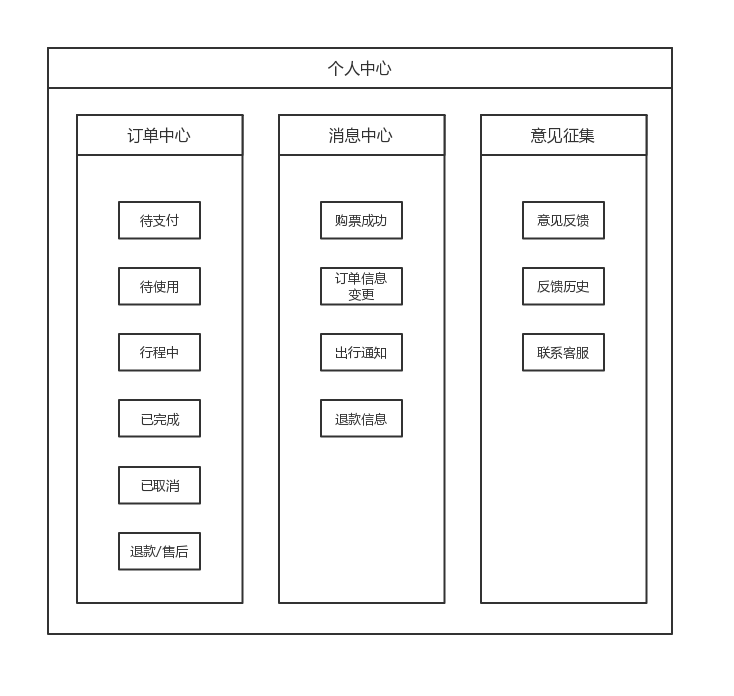 个人中心
订单中心
待支付
待使用
行程中
已完成
已取消
退款/售后
消息中心
购票成功
订单信息
变更
出行通知
退款信息
意见征集
意见反馈
反馈历史
联系客服